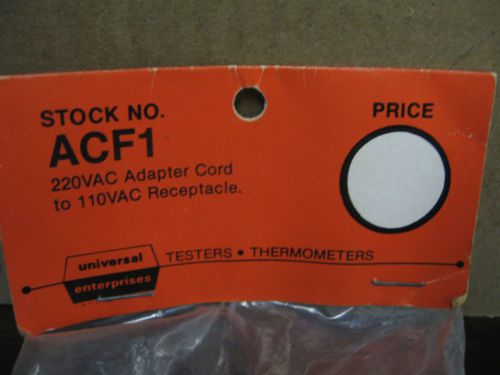 STOCK NO.
PRICE
ACF1
220VAC Adapter Cord
to 110VAC Receptacle.
universal
enterprises
TESTERS • THERMOMETERS